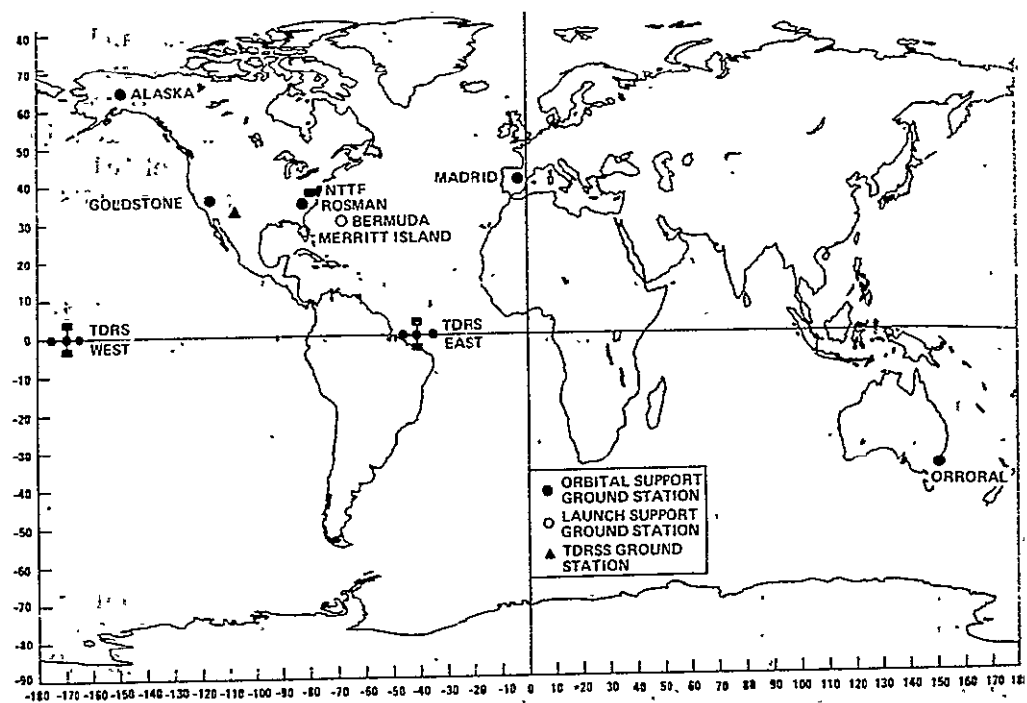 40
70
ALASKA
60
50
40
MADRID
NTTF
GOLDSTONE
ROSMAN
30
BERMUDA
MERRITT ISLAND
20
10
TDRS
WEST
TDRS
EAST
0
-10
-20
-30
ORRORAL
-40
ORBITAL SUPPORT
GROUND STATION
LAUNCH SUPPORT
GROUND STATION
TDRSS GROUND
STATION
-50
-60
-70
-80
-90
-180 -170 -160 -150 -140 -130 -120 -110 -100 -90 -80 -70 -60 -50 -40 -30 -20 -10 0 10 20 30 40 50 60 70 80 90 100 110 120 130 140 150 160 170 18